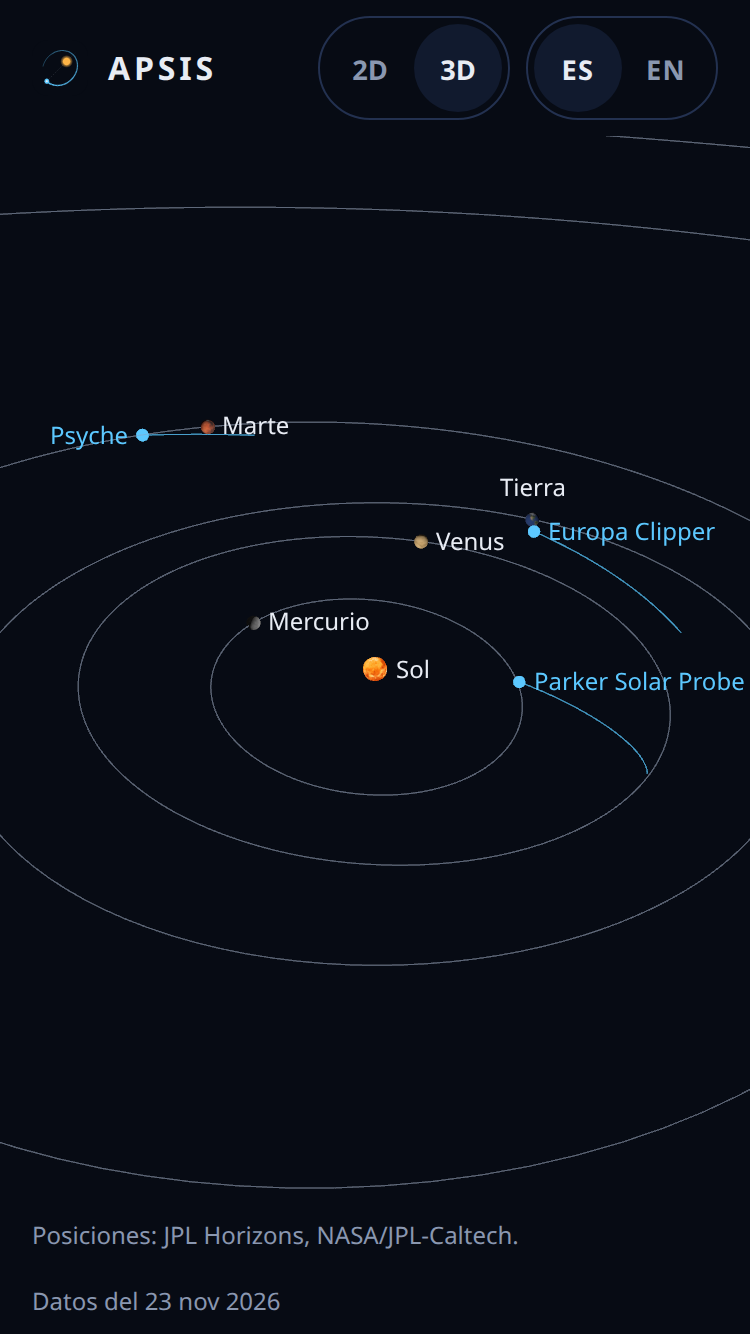 APSIS
2D 3D
ES EN
Psyche
Marte
Tierra
Europa Clipper
Venus
Mercurio
Sol
Parker Solar Probe
Posiciones: JPL Horizons, NASA/JPL-Caltech.
Datos del 23 nov 2026